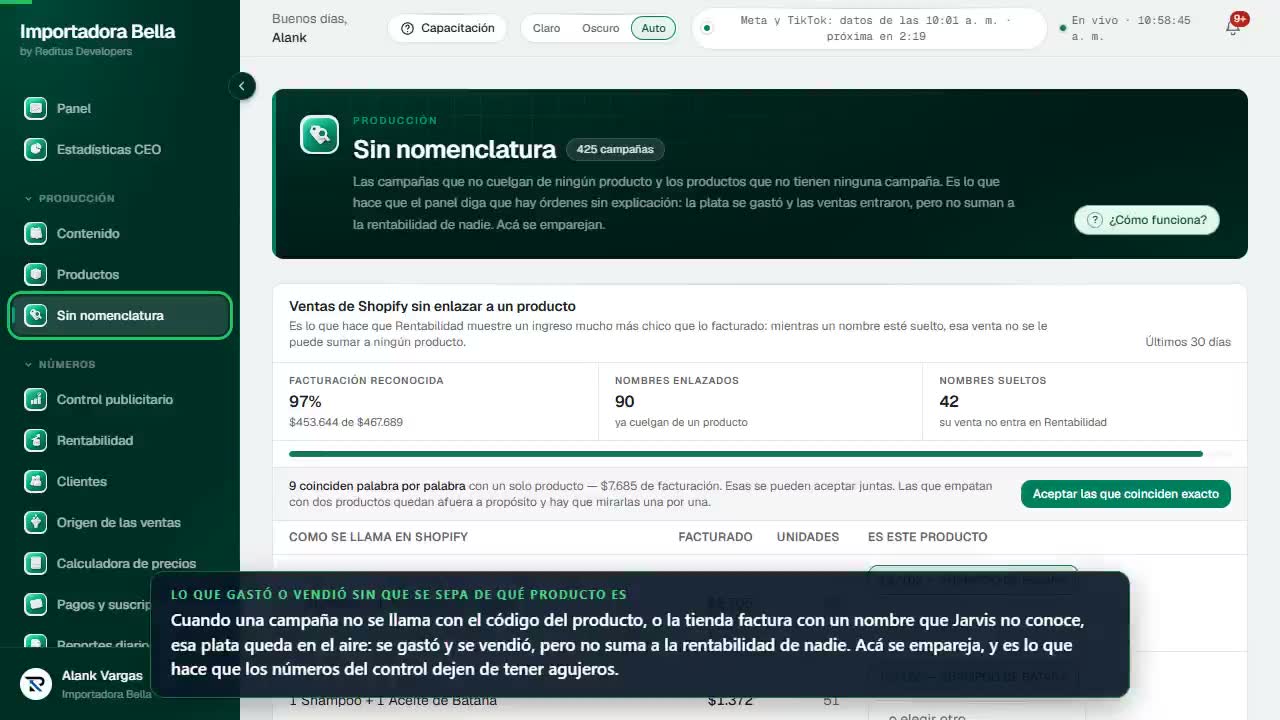 Importadora Bella
by Reditus Developers
Panel
Estadísticas CEO
PRODUCCIÓN
Contenido
Productos
Sin nomenclatura
NÚMEROS
Control publicitario
Rentabilidad
Clientes
Origen de las ventas
Calculadora de precios
Pagos y suscrip
Reportes diario
Alank Vargas
Importadora Bella
Buenos días,
Alank
Capacitación
Claro
Oscuro
Auto
Meta y TikTok: datos de las 10:01 a. m. ·
próxima en 2:19
En vivo · 10:58:45
a. m.
9+
PRODUCCIÓN
Sin nomenclatura
425 campañas
Las campañas que no cuelgan de ningún producto y los productos que no tienen ninguna campaña. Es lo que
hace que el panel diga que hay órdenes sin explicación: la plata se gastó y las ventas entraron, pero no suman a
la rentabilidad de nadie. Acá se emparejan.
? ¿Cómo funciona?
Ventas de Shopify sin enlazar a un producto
Es lo que hace que Rentabilidad muestre un ingreso mucho más chico que lo facturado: mientras un nombre esté suelto, esa venta no se le
puede sumar a ningún producto.
Últimos 30 días
FACTURACIÓN RECONOCIDA
97%
$453.644 de $467.689
NOMBRES ENLAZADOS
90
ya cuelgan de un producto
NOMBRES SUELTOS
42
su venta no entra en Rentabilidad
9 coinciden palabra por palabra con un solo producto — $7.685 de facturación. Esas se pueden aceptar juntas. Las que empatan
con dos productos quedan afuera a propósito y hay que mirarlas una por una.
Aceptar las que coinciden exacto
COMO SE LLAMA EN SHOPIFY
FACTURADO
UNIDADES
ES ESTE PRODUCTO
LO QUE GASTÓ O VENDIÓ SIN QUE SE SEPA DE QUÉ PRODUCTO ES
Cuando una campaña no se llama con el código del producto, o la tienda factura con un nombre que Jarvis no conoce,
esa plata queda en el aire: se gastó y se vendió, pero no suma a la rentabilidad de nadie. Acá se empareja, y es lo que
hace que los números del control dejen de tener agujeros.
1 Shampoo + 1 Aceite de Batana
$1.372
51
o elegir otro